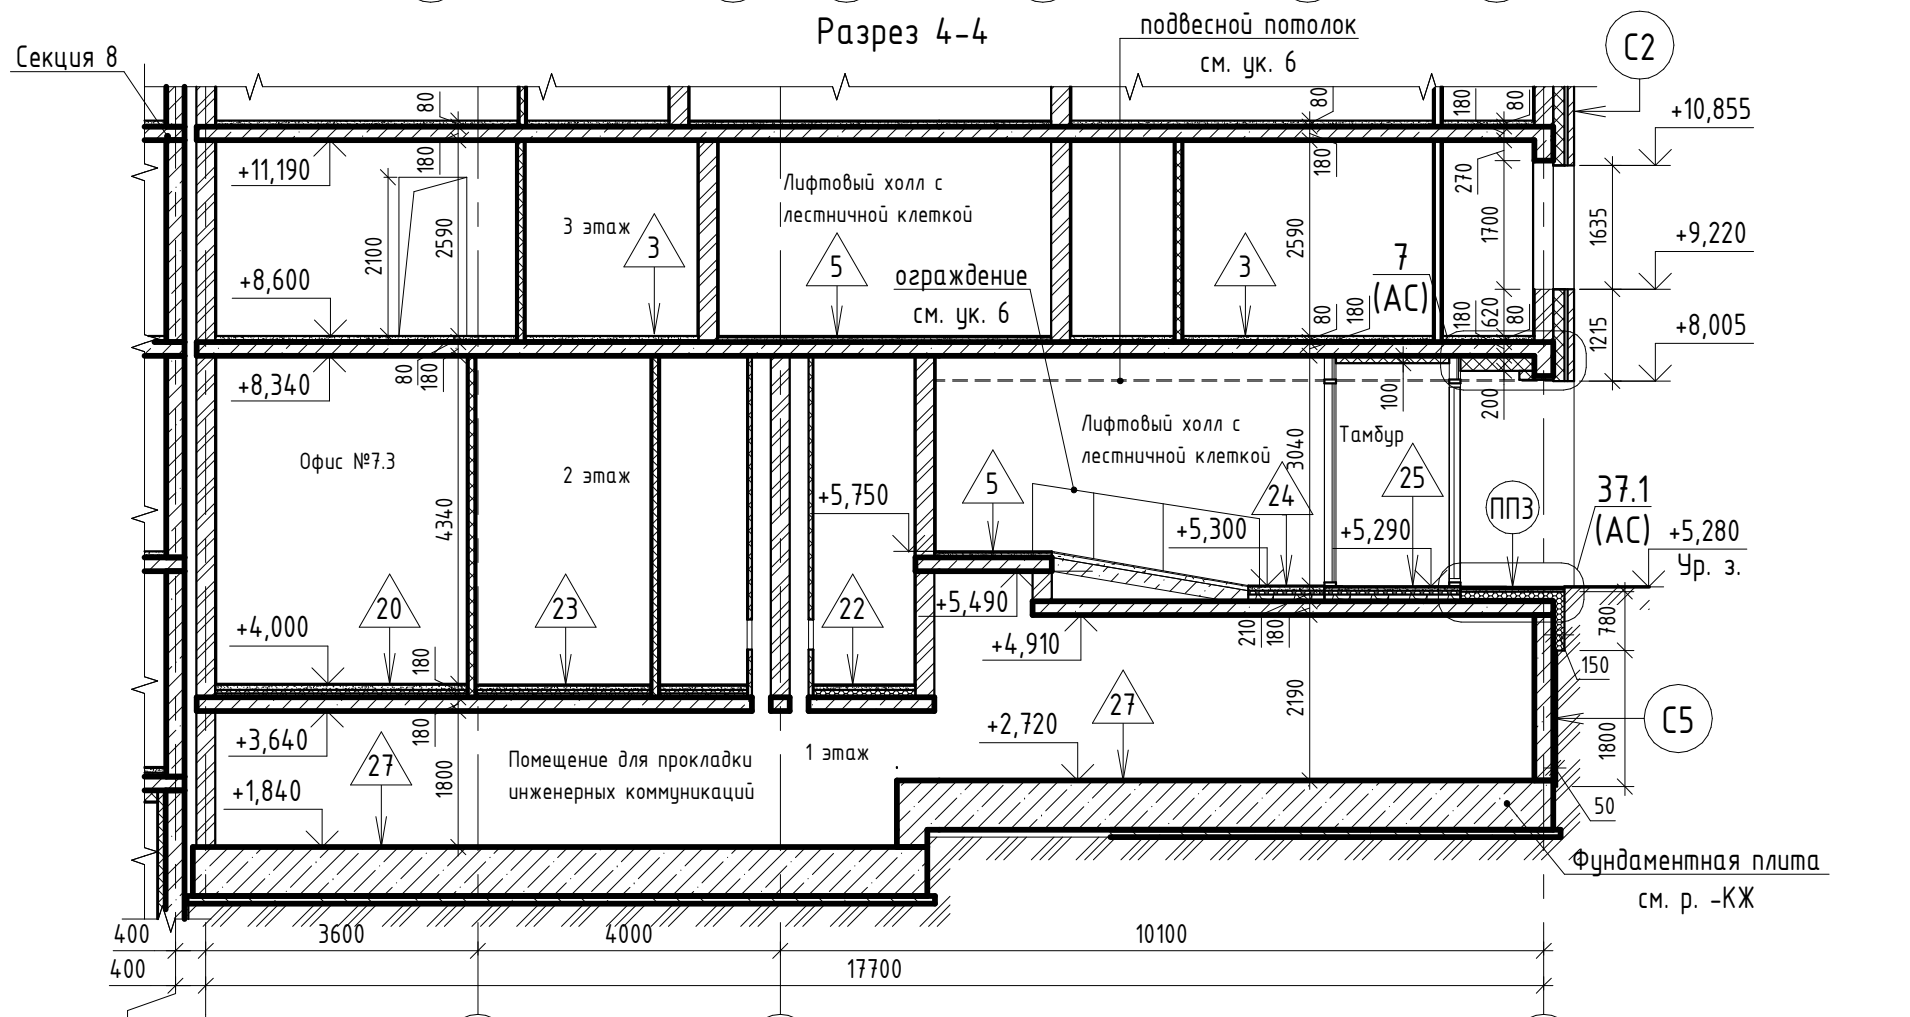 Разрез 4-4
подвесной потолок
см. ук. 6
С2
Секция 8
80
180
80
180
180
80
+10,855
+11,190
2100
2590
3 этаж
3
Лифтовый холл с
лестничной клеткой
5
3
2590
270
1700
1635
+9,220
+8,600
ограждение
см. ук. 6
7
(АС)
80
180
180
620
80
1215
+8,005
+8,340
80
180
100
200
Офис №7.3
2 этаж
4340
+5,750
5
Лифтовый холл с
лестничной клеткой
3040
Тамбур
24
25
+5,300
+5,290
ПП3
37.1
(АС)
+5,280
Ур. з.
+4,000
20
180
23
22
+5,490
+4,910
210
180
780
150
+3,640
180
27
1800
Помещение для прокладки
инженерных коммуникаций
1 этаж
+2,720
27
2190
С5
1800
50
+1,840
Фундаментная плита
см. р. -КЖ
400
3600
4000
10100
400
17700